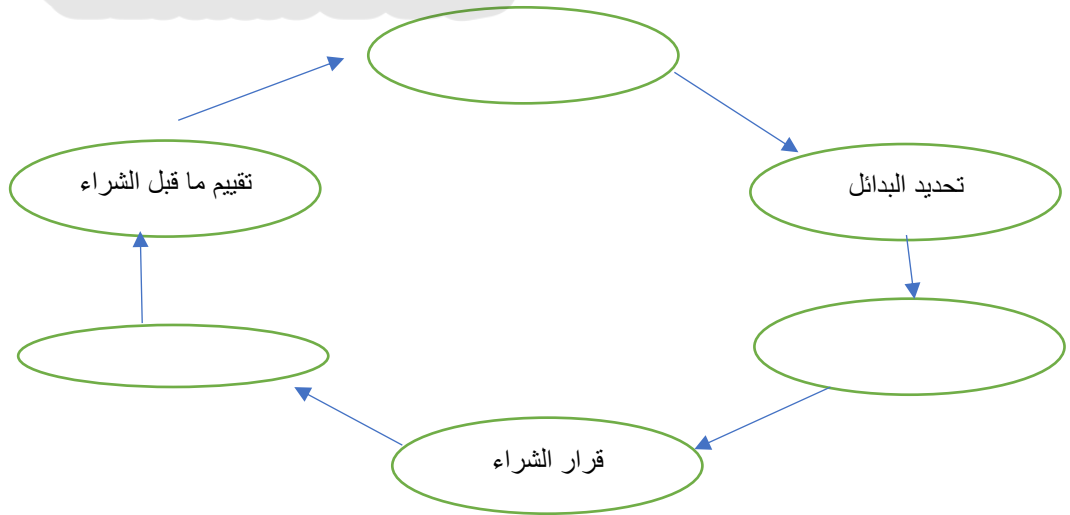 تقييم ما قبل الشراء
تحديد البدائل
قرار الشراء